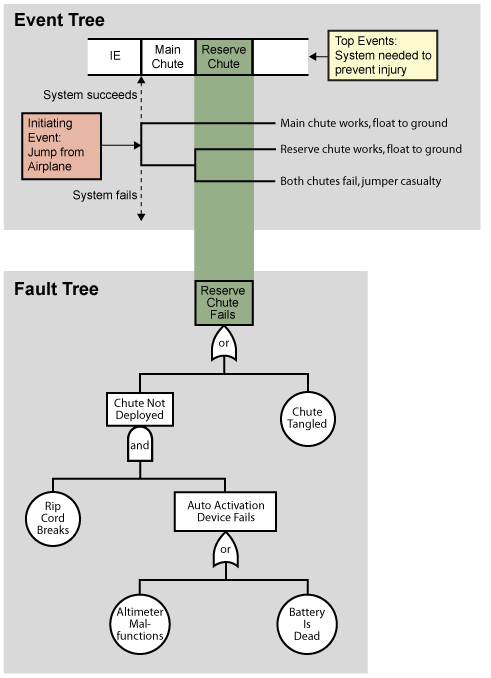 Event Tree
IE
Main
Chute
Reserve
Chute
Top Events:
System needed to
prevent injury
System succeeds
Initiating
Event:
Jump from
Airplane
Main chute works, float to ground
Reserve chute works, float to ground
Both chutes fail, jumper casualty
System fails
Fault Tree
Reserve
Chute
Fails
or
Chute Not
Deployed
Chute
Tangled
and
Rip
Cord
Breaks
Auto Activation
Device Fails
or
Altimeter
Mal-
functions
Battery
Is
Dead